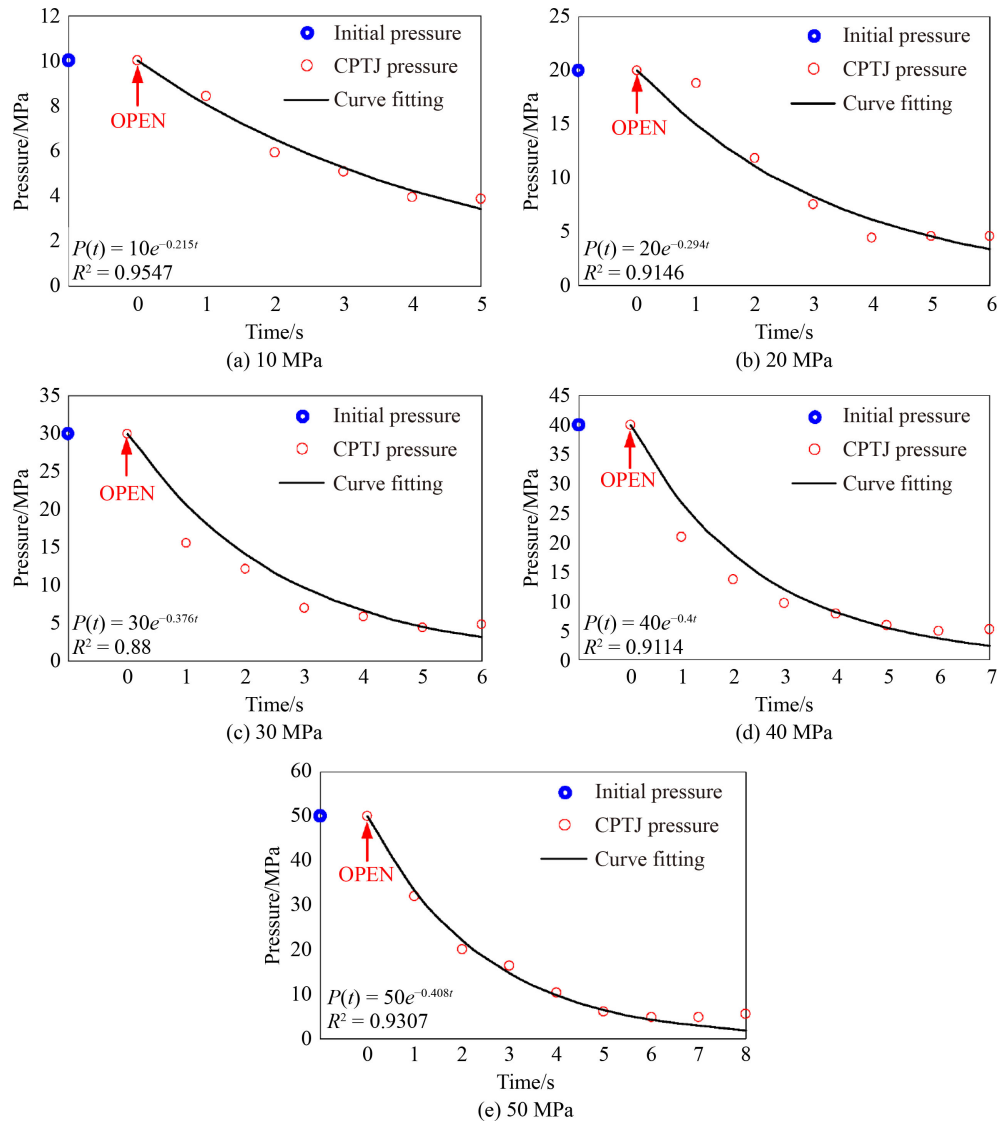 12
10
8
6
4
2
0
Pressure/MPa
Initial pressure
CPTJ pressure
Curve fitting
OPEN
P(t) = 10e^–0.215t
R² = 0.9547
0 1 2 3 4 5
Time/s
(a) 10 MPa
25
20
15
10
5
0
Pressure/MPa
Initial pressure
CPTJ pressure
Curve fitting
OPEN
P(t) = 20e^–0.294t
R² = 0.9146
0 1 2 3 4 5 6
Time/s
(b) 20 MPa
35
30
25
20
15
10
5
0
Pressure/MPa
Initial pressure
CPTJ pressure
Curve fitting
OPEN
P(t) = 30e^–0.376t
R² = 0.88
0 1 2 3 4 5 6
Time/s
(c) 30 MPa
45
40
35
30
25
20
15
10
5
0
Pressure/MPa
Initial pressure
CPTJ pressure
Curve fitting
OPEN
P(t) = 40e^–0.4t
R² = 0.9114
0 1 2 3 4 5 6 7
Time/s
(d) 40 MPa
60
50
40
30
20
10
0
Pressure/MPa
Initial pressure
CPTJ pressure
Curve fitting
OPEN
P(t) = 50e^–0.408t
R² = 0.9307
0 1 2 3 4 5 6 7 8
Time/s
(e) 50 MPa